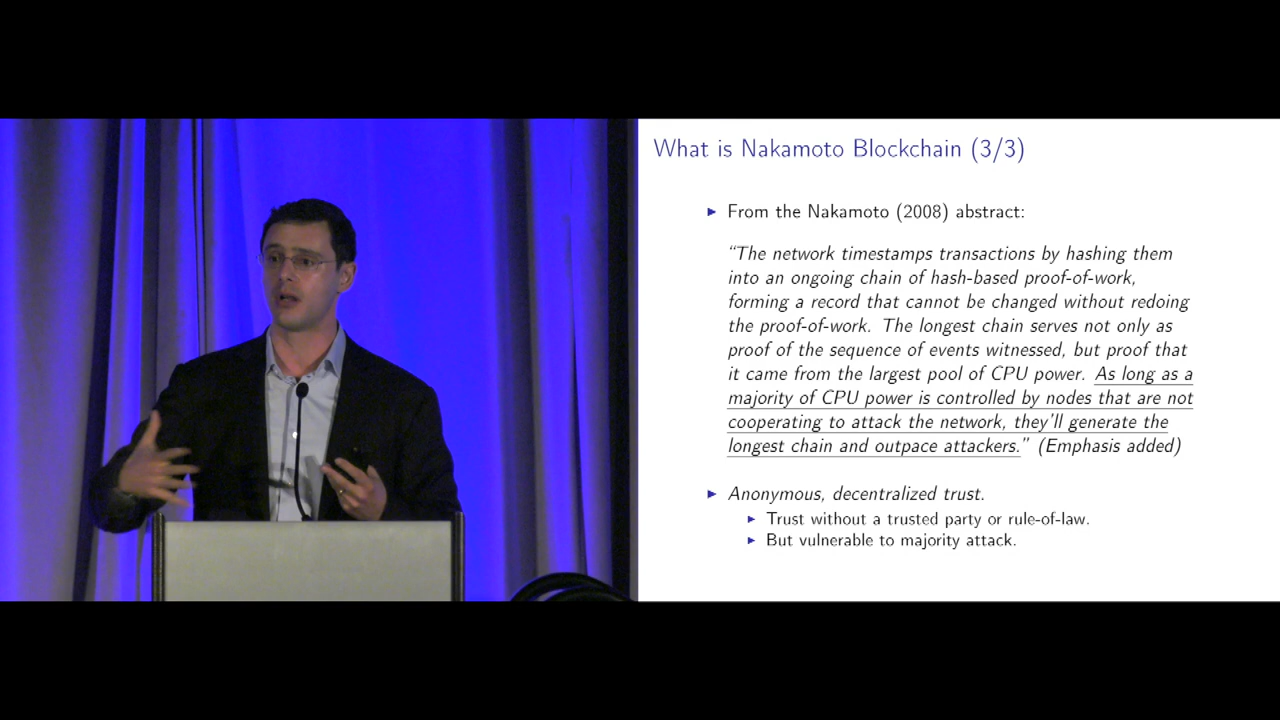 What is Nakamoto Blockchain (3/3)
► From the Nakamoto (2008) abstract:
“The network timestamps transactions by hashing them
into an ongoing chain of hash-based proof-of-work,
forming a record that cannot be changed without redoing
the proof-of-work. The longest chain serves not only as
proof of the sequence of events witnessed, but proof that
it came from the largest pool of CPU power. As long as a
majority of CPU power is controlled by nodes that are not
cooperating to attack the network, they’ll generate the
longest chain and outpace attackers.” (Emphasis added)
► Anonymous, decentralized trust.
► Trust without a trusted party or rule-of-law.
► But vulnerable to majority attack.